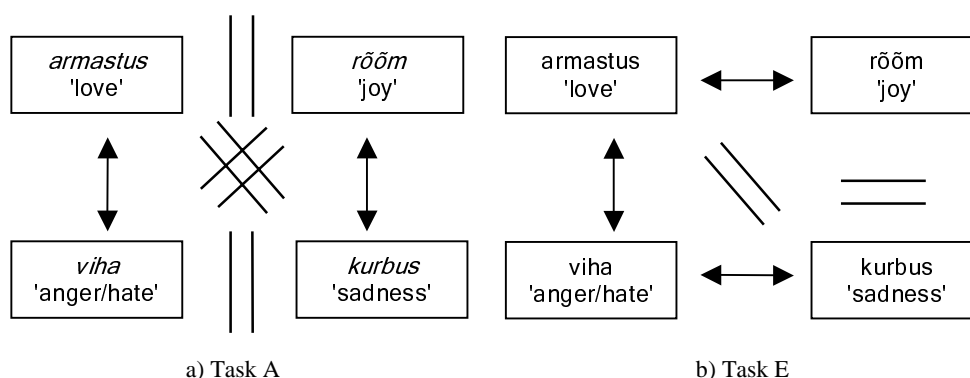 armastus
'love'
rõõm
'joy'
viha
'anger/hate'
kurbus
'sadness'
a) Task A
armastus
'love'
rõõm
'joy'
viha
'anger/hate'
kurbus
'sadness'
b) Task E